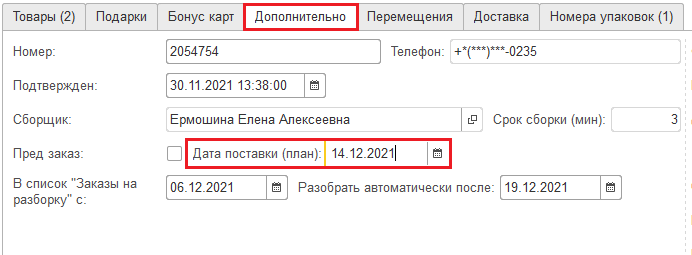 Товары (2) Подарки Бонус карт Дополнительно Перемещения Доставка Номера упаковок (1)
Номер: 2054754 Телефон: +*(***)***-0235
Подтвержден: 30.11.2021 13:38:00
Сборщик: Ермошина Елена Алексеевна Срок сборки (мин): 3
Пред заказ: Дата поставки (план): 14.12.2021
В список "Заказы на
разборку" с: 06.12.2021 Разобрать автоматически после: 19.12.2021